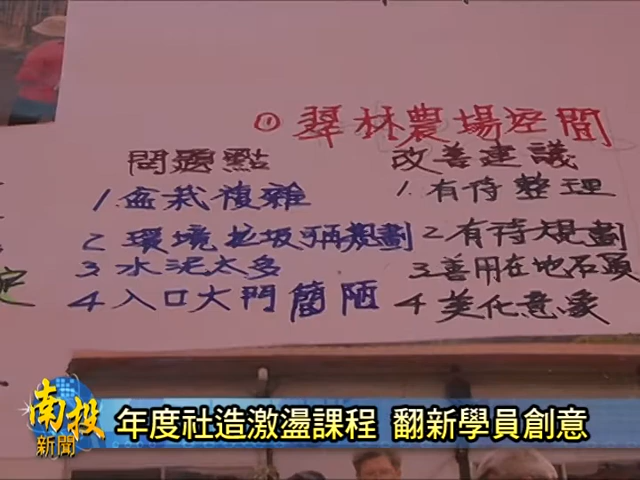 ① 翠林農場空間
問題點
1. 盆栽複雜
2 環境垃圾可再規劃
3 水泥太多
4 入口大門簡陋
改善建議
1. 有待整理
2 有待規劃
3. 善用在地石頭
4 美化意象
南投新聞
年度社造激盪課程 翻新學員創意